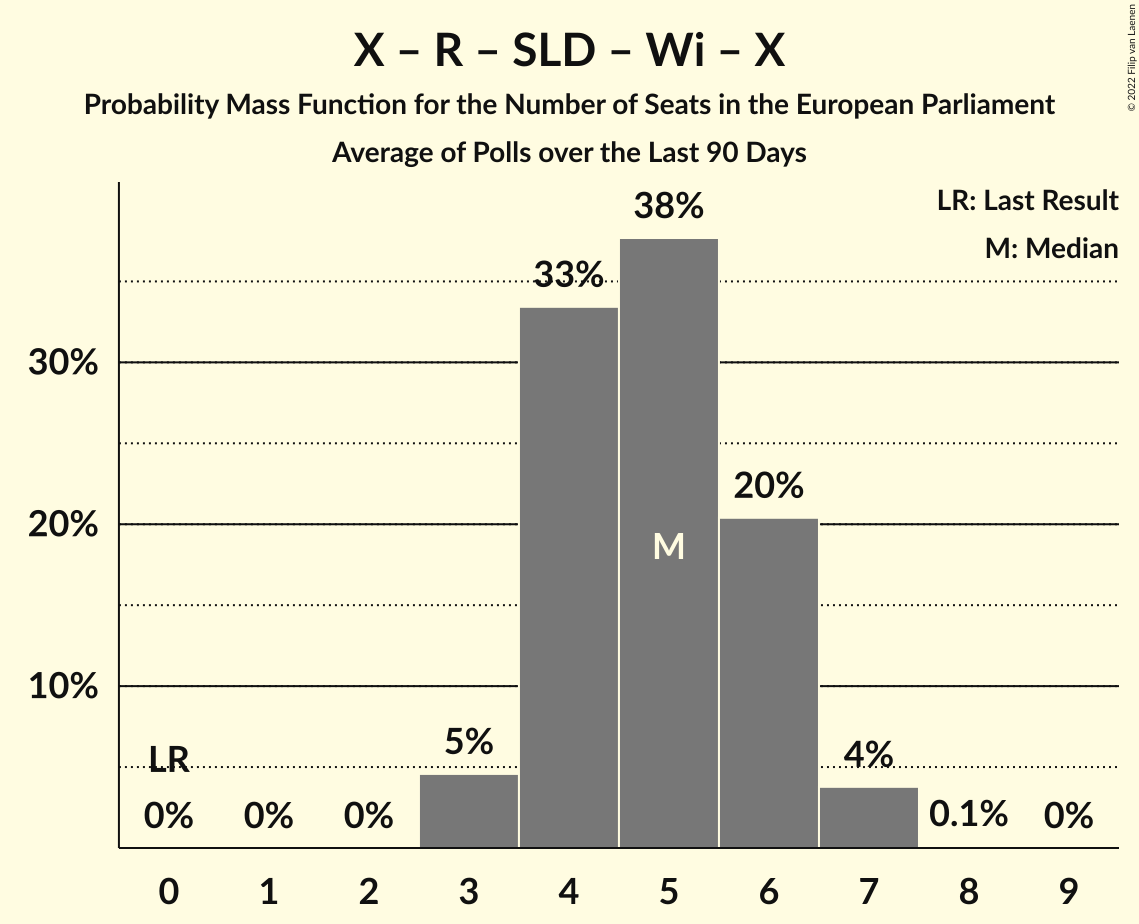 X – R – SLD – Wi – X
Probability Mass Function for the Number of Seats in the European Parliament
Average of Polls over the Last 90 Days
© 2022 Filip van Laenen
LR: Last Result
M: Median
38%
33%
30%
20%
M
20%
10%
5%
4%
LR
0%
0%
0%
0.1%
0%
0 1 2 3 4 5 6 7 8 9